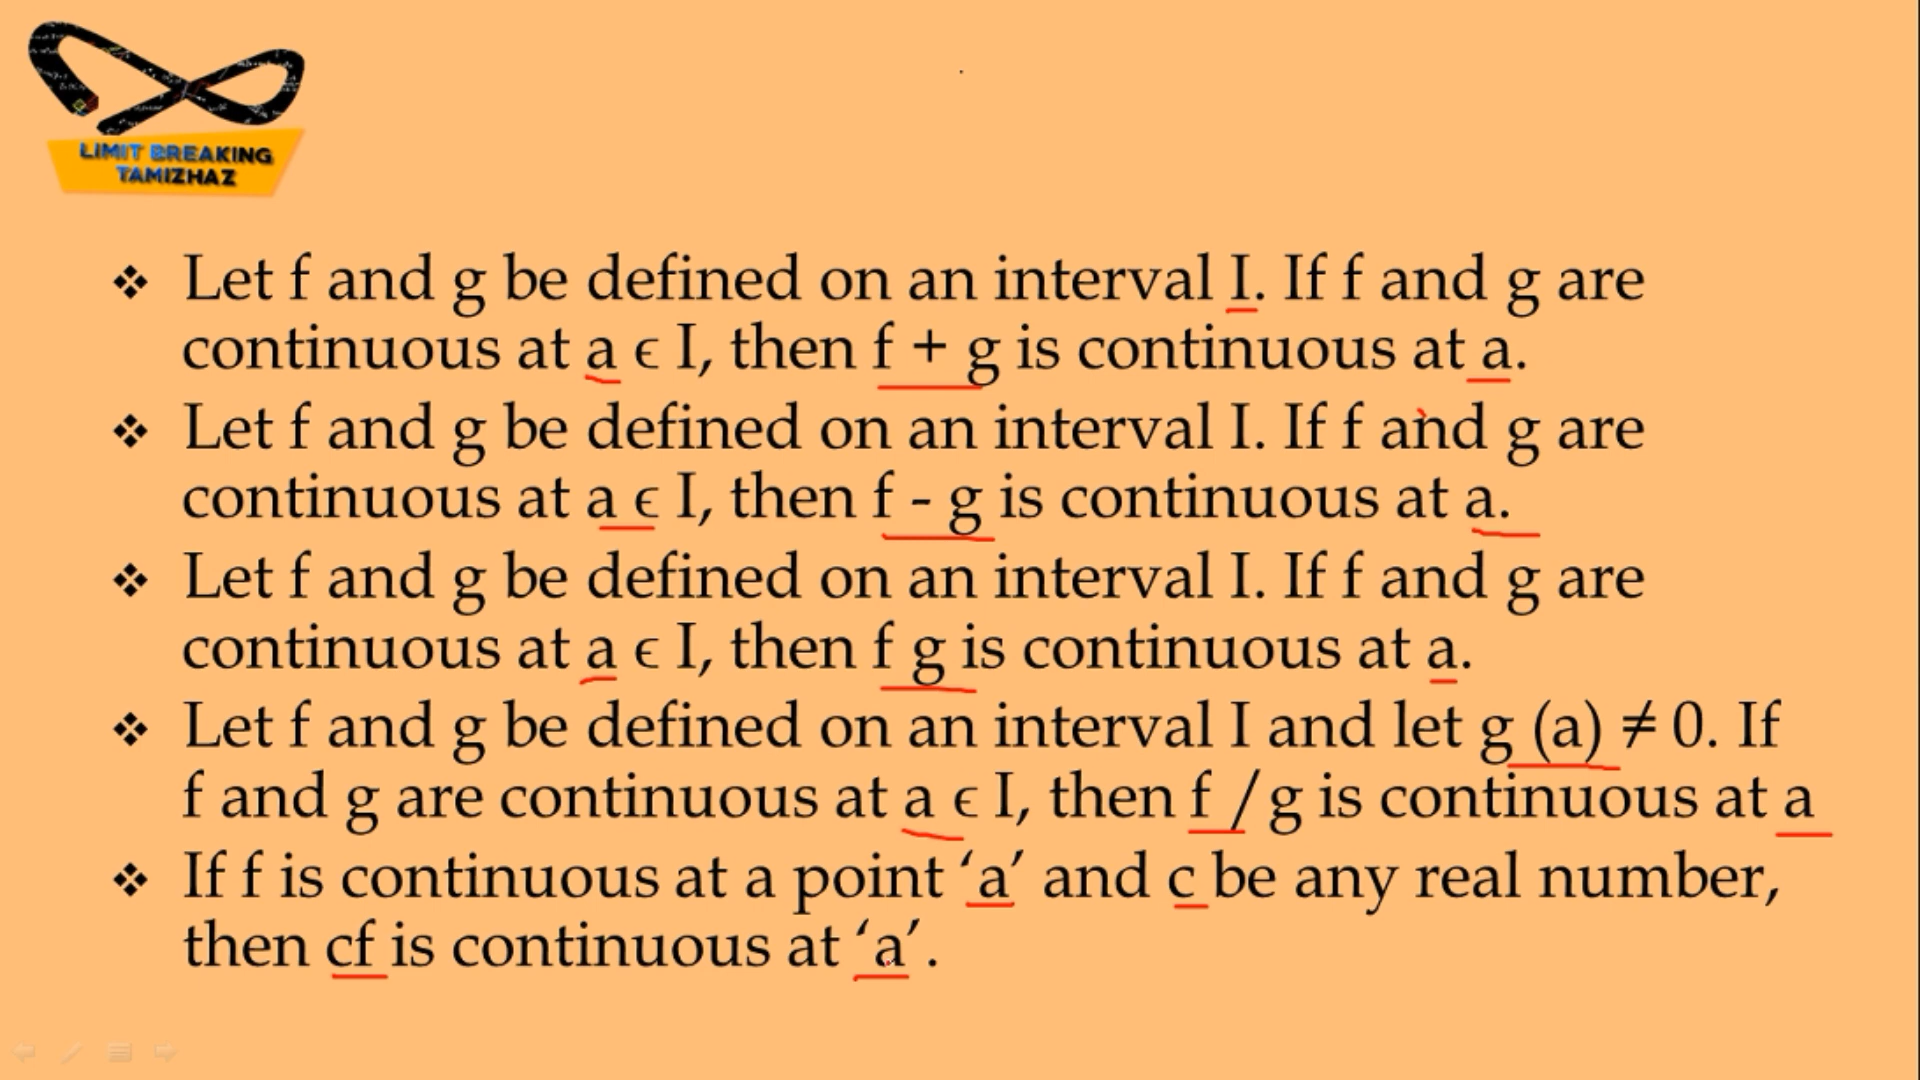 LIMIT BREAKING
TAMIZHAZ
❖ Let f and g be defined on an interval I. If f and g are
continuous at a ϵ I, then f + g is continuous at a.
❖ Let f and g be defined on an interval I. If f and g are
continuous at a ϵ I, then f - g is continuous at a.
❖ Let f and g be defined on an interval I. If f and g are
continuous at a ϵ I, then f g is continuous at a.
❖ Let f and g be defined on an interval I and let g (a) ≠ 0. If
f and g are continuous at a ϵ I, then f / g is continuous at a
❖ If f is continuous at a point ‘a’ and c be any real number,
then cf is continuous at ‘a’.